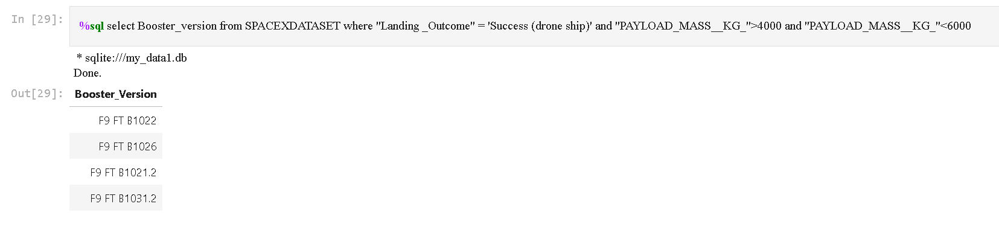 In [29]: %sql select Booster_version from SPACEXDATASET where "Landing _Outcome" = 'Success (drone ship)' and "PAYLOAD_MASS__KG_">4000 and "PAYLOAD_MASS__KG_"<6000
* sqlite:///my_data1.db
Done.
Out[29]: Booster_Version
F9 FT B1022
F9 FT B1026
F9 FT B1021.2
F9 FT B1031.2